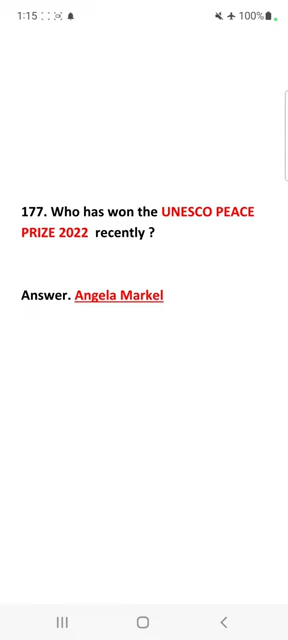 1:15
100%
177. Who has won the UNESCO PEACE
PRIZE 2022 recently ?
Answer. Angela Markel